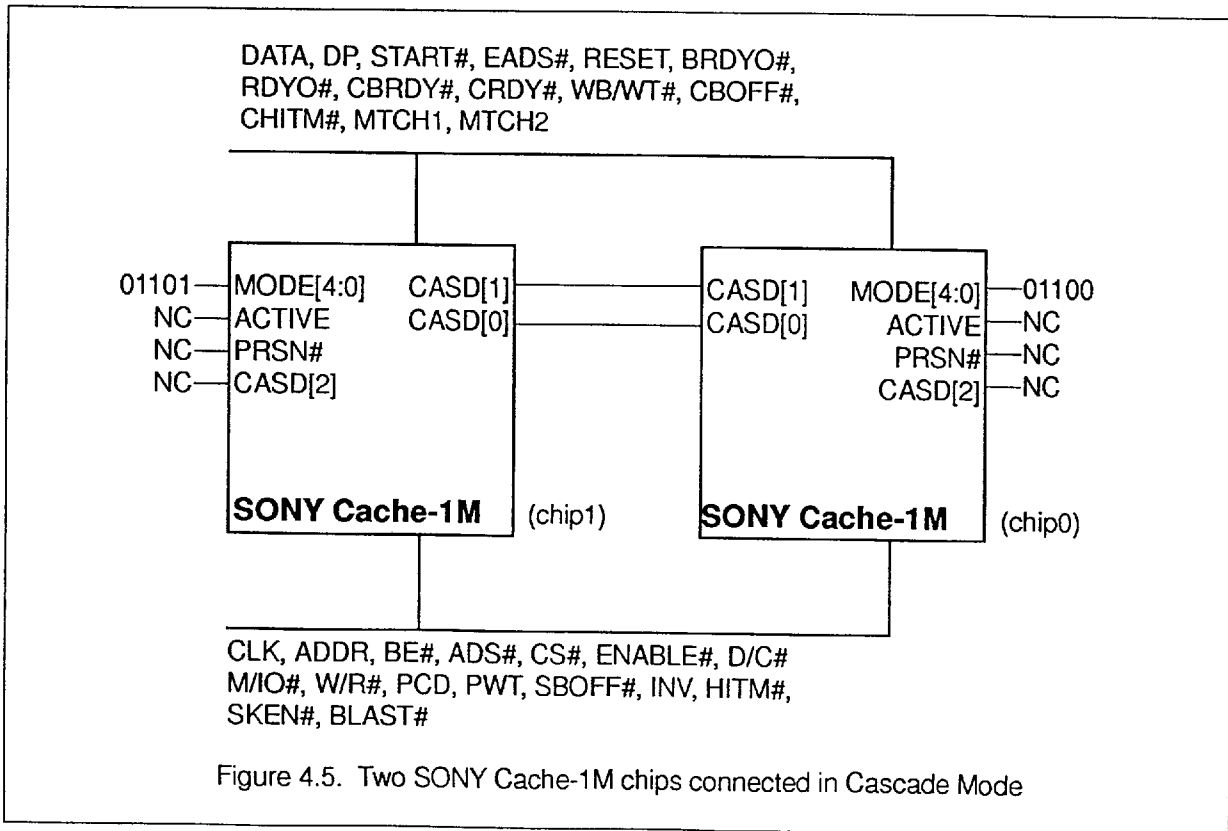 DATA, DP, START#, EADS#, RESET, BRDYO#,
RDYO#, CBRDY#, CRDY#, WB/WT#, CBOFF#,
CHITM#, MTCH1, MTCH2
01101 MODE[4:0] CASD[1]
NC ACTIVE CASD[0]
NC PRSN#
NC CASD[2]
SONY Cache-1M (chip1)
CASD[1] MODE[4:0] 01100
CASD[0] ACTIVE NC
PRSN# NC
CASD[2] NC
SONY Cache-1M (chip0)
CLK, ADDR, BE#, ADS#, CS#, ENABLE#, D/C#
M/IO#, W/R#, PCD, PWT, SBOFF#, INV, HITM#,
SKEN#, BLAST#
Figure 4.5. Two SONY Cache-1M chips connected in Cascade Mode